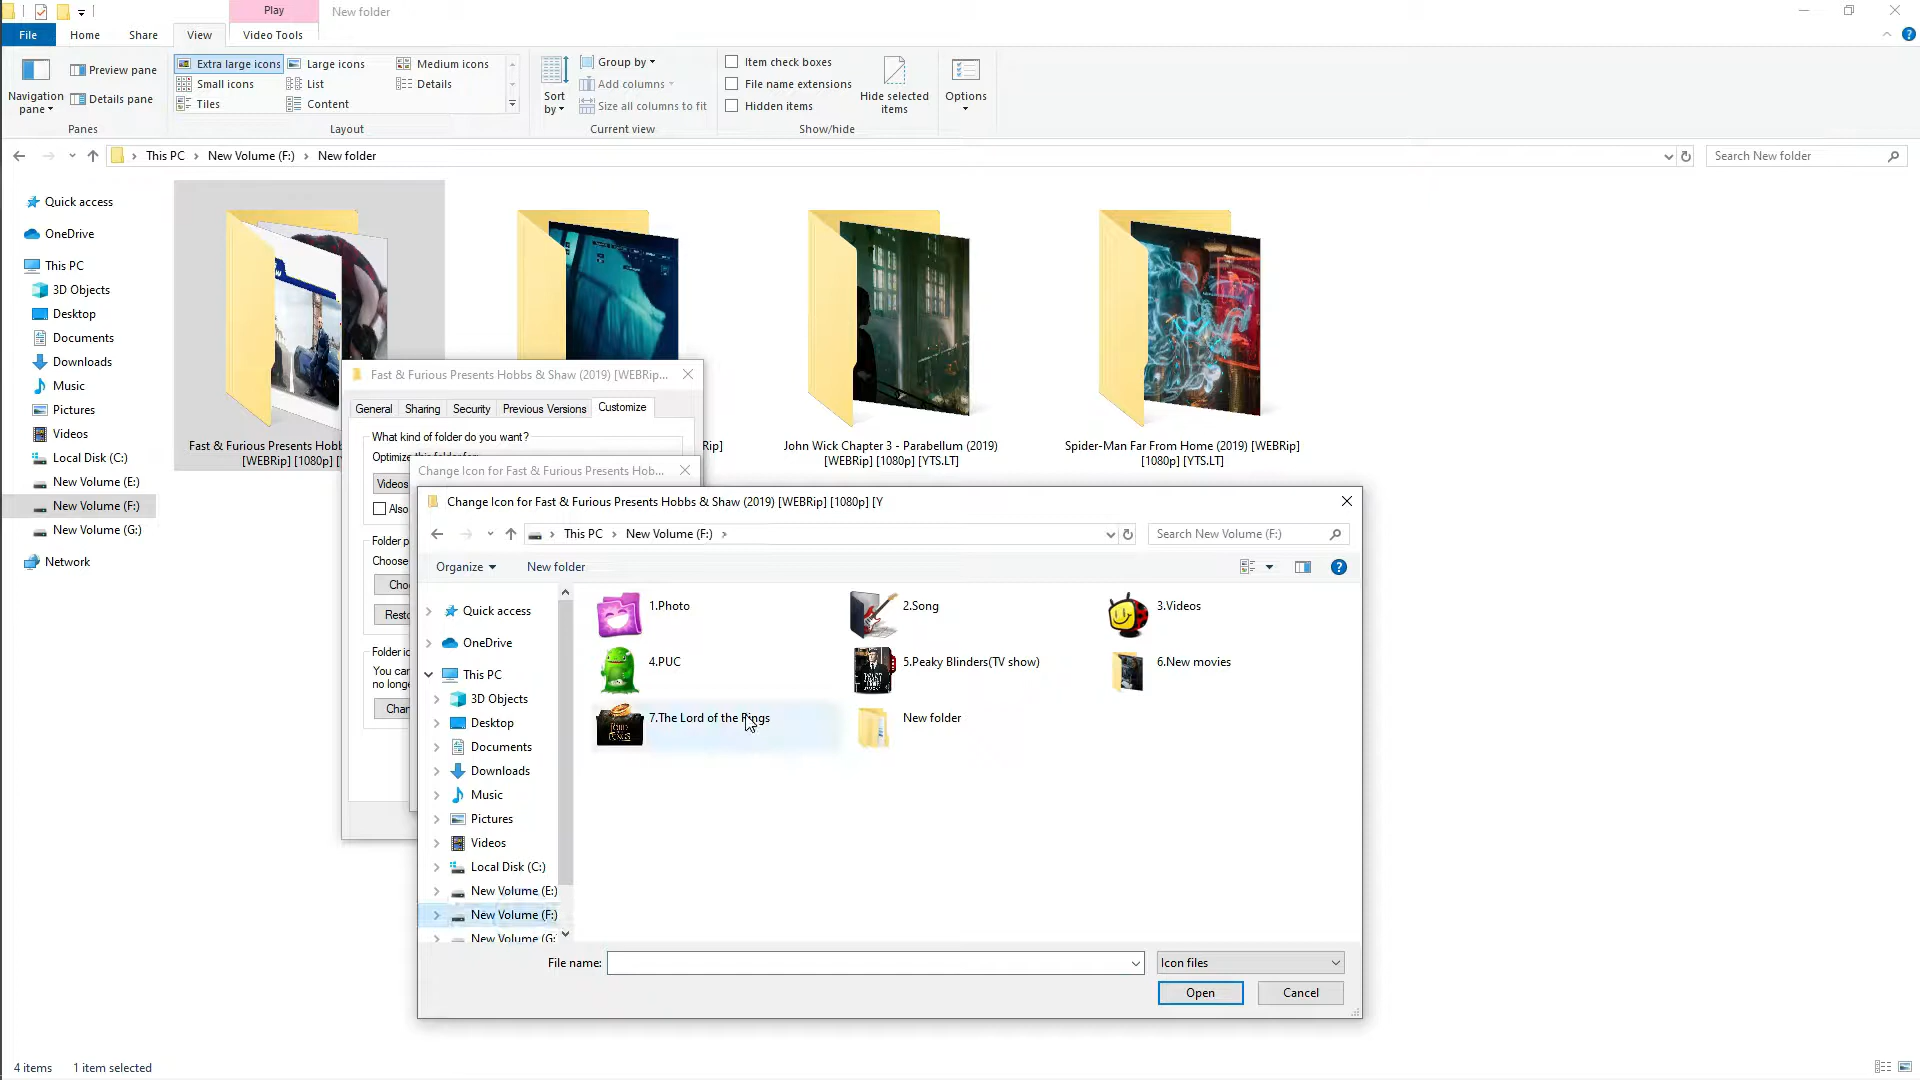 Play
New folder
File
Home
Share
View
Video Tools
Navigation pane
Preview pane
Details pane
Panes
Extra large icons
Large icons
Medium icons
Small icons
List
Details
Tiles
Content
Layout
Sort by
Group by
Add columns
Size all columns to fit
Current view
Item check boxes
File name extensions
Hidden items
Hide selected items
Show/hide
Options
This PC > New Volume (F:) > New folder
Search New folder
Quick access
OneDrive
This PC
3D Objects
Desktop
Documents
Downloads
Music
Pictures
Videos
Local Disk (C:)
New Volume (E:)
New Volume (F:)
New Volume (G:)
Network
Fast & Furious Presents Hobb
[WEBRip] [1080p] [Y
Rip]
John Wick Chapter 3 - Parabellum (2019)
[WEBRip] [1080p] [YTS.LT]
Spider-Man Far From Home (2019) [WEBRip]
[1080p] [YTS.LT]
Fast & Furious Presents Hobbs & Shaw (2019) [WEBRip...
General
Sharing
Security
Previous Versions
Customize
What kind of folder do you want?
Optimize this folder for:
Videos
Also
Folder p
Choose
Cho
Resto
Folder ic
You can
no longe
Chan
Change Icon for Fast & Furious Presents Hob...
Change Icon for Fast & Furious Presents Hobbs & Shaw (2019) [WEBRip] [1080p] [Y
This PC > New Volume (F:) >
Search New Volume (F:)
Organize
New folder
Quick access
OneDrive
This PC
3D Objects
Desktop
Documents
Downloads
Music
Pictures
Videos
Local Disk (C:)
New Volume (E:)
New Volume (F:)
New Volume (G:
1.Photo
2.Song
3.Videos
4.PUC
5.Peaky Blinders(TV show)
6.New movies
7.The Lord of the Rings
New folder
File name:
Icon files
Open
Cancel
4 items
1 item selected